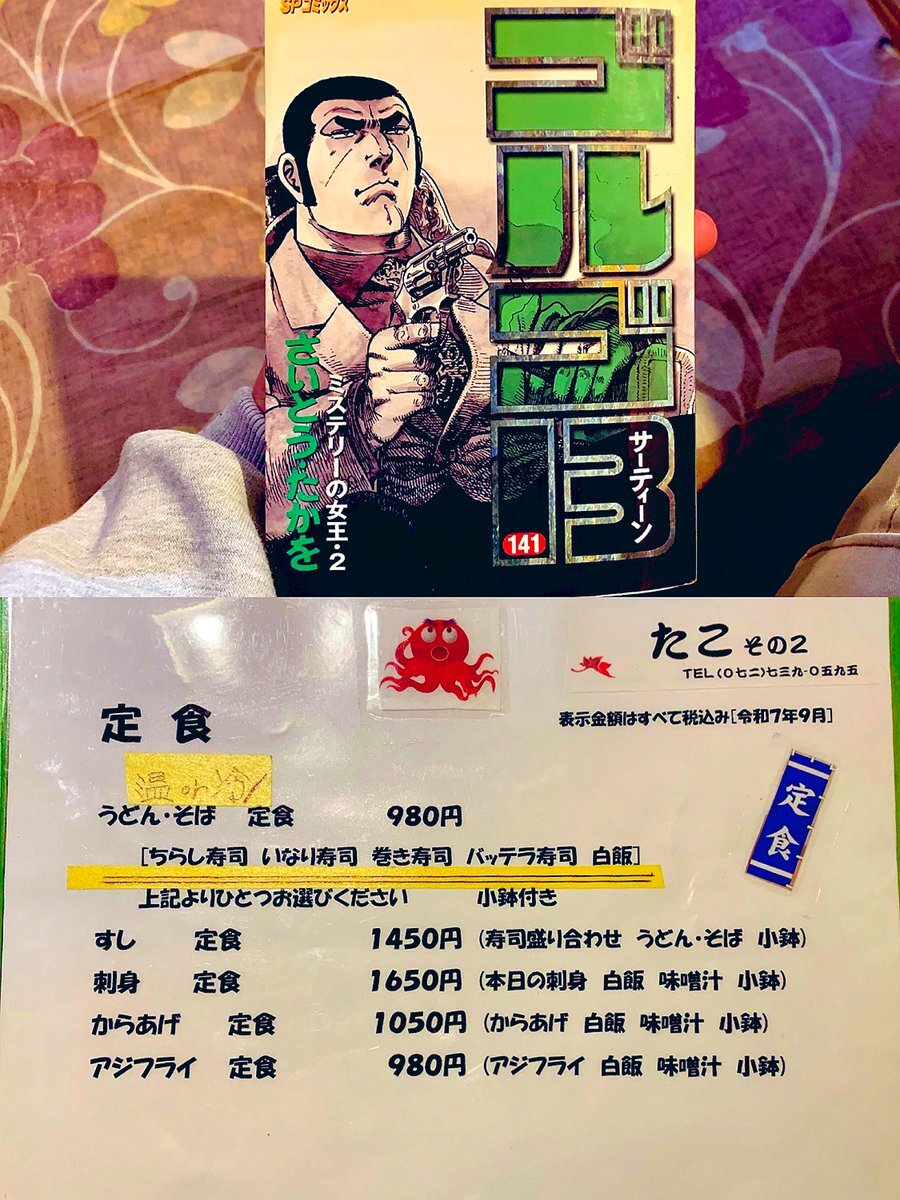 SPコミックス
ゴルゴ13
サーティーン
141
ミステリーの女王・2
さいとう・たかを
たこ その2
TEL(〇七二)七三九-〇五九五
定食
表示金額はすべて税込み[令和7年9月]
温or冷
定食
うどん・そば 定食 980円
[ちらし寿司 いなり寿司 巻き寿司 バッテラ寿司 白飯]
上記よりひとつお選びください 小鉢付き
すし 定食 1450円 (寿司盛り合わせ うどん・そば 小鉢)
刺身 定食 1650円 (本日の刺身 白飯 味噌汁 小鉢)
からあげ 定食 1050円 (からあげ 白飯 味噌汁 小鉢)
アジフライ 定食 980円 (アジフライ 白飯 味噌汁 小鉢)